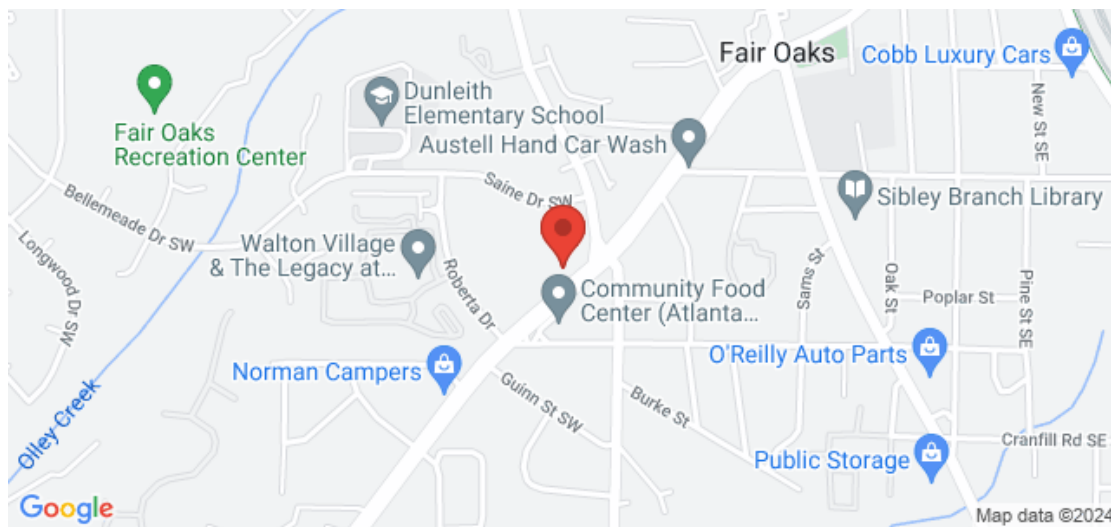 Fair Oaks
Cobb Luxury Cars
Dunleith
Elementary School
Fair Oaks
Recreation Center
Austell Hand Car Wash
New St SE
Saine Dr SW
Sibley Branch Library
Bellemeade Dr SW
Longwood Dr SW
Walton Village
& The Legacy at...
Roberta Dr
Community Food
Center (Atlanta...
Sams St
Oak St
Poplar St
Pine St SE
O'Reilly Auto Parts
Norman Campers
Guinn St SW
Burke St
Olley Creek
Cranfill Rd SE
Public Storage
Google
Map data ©2024